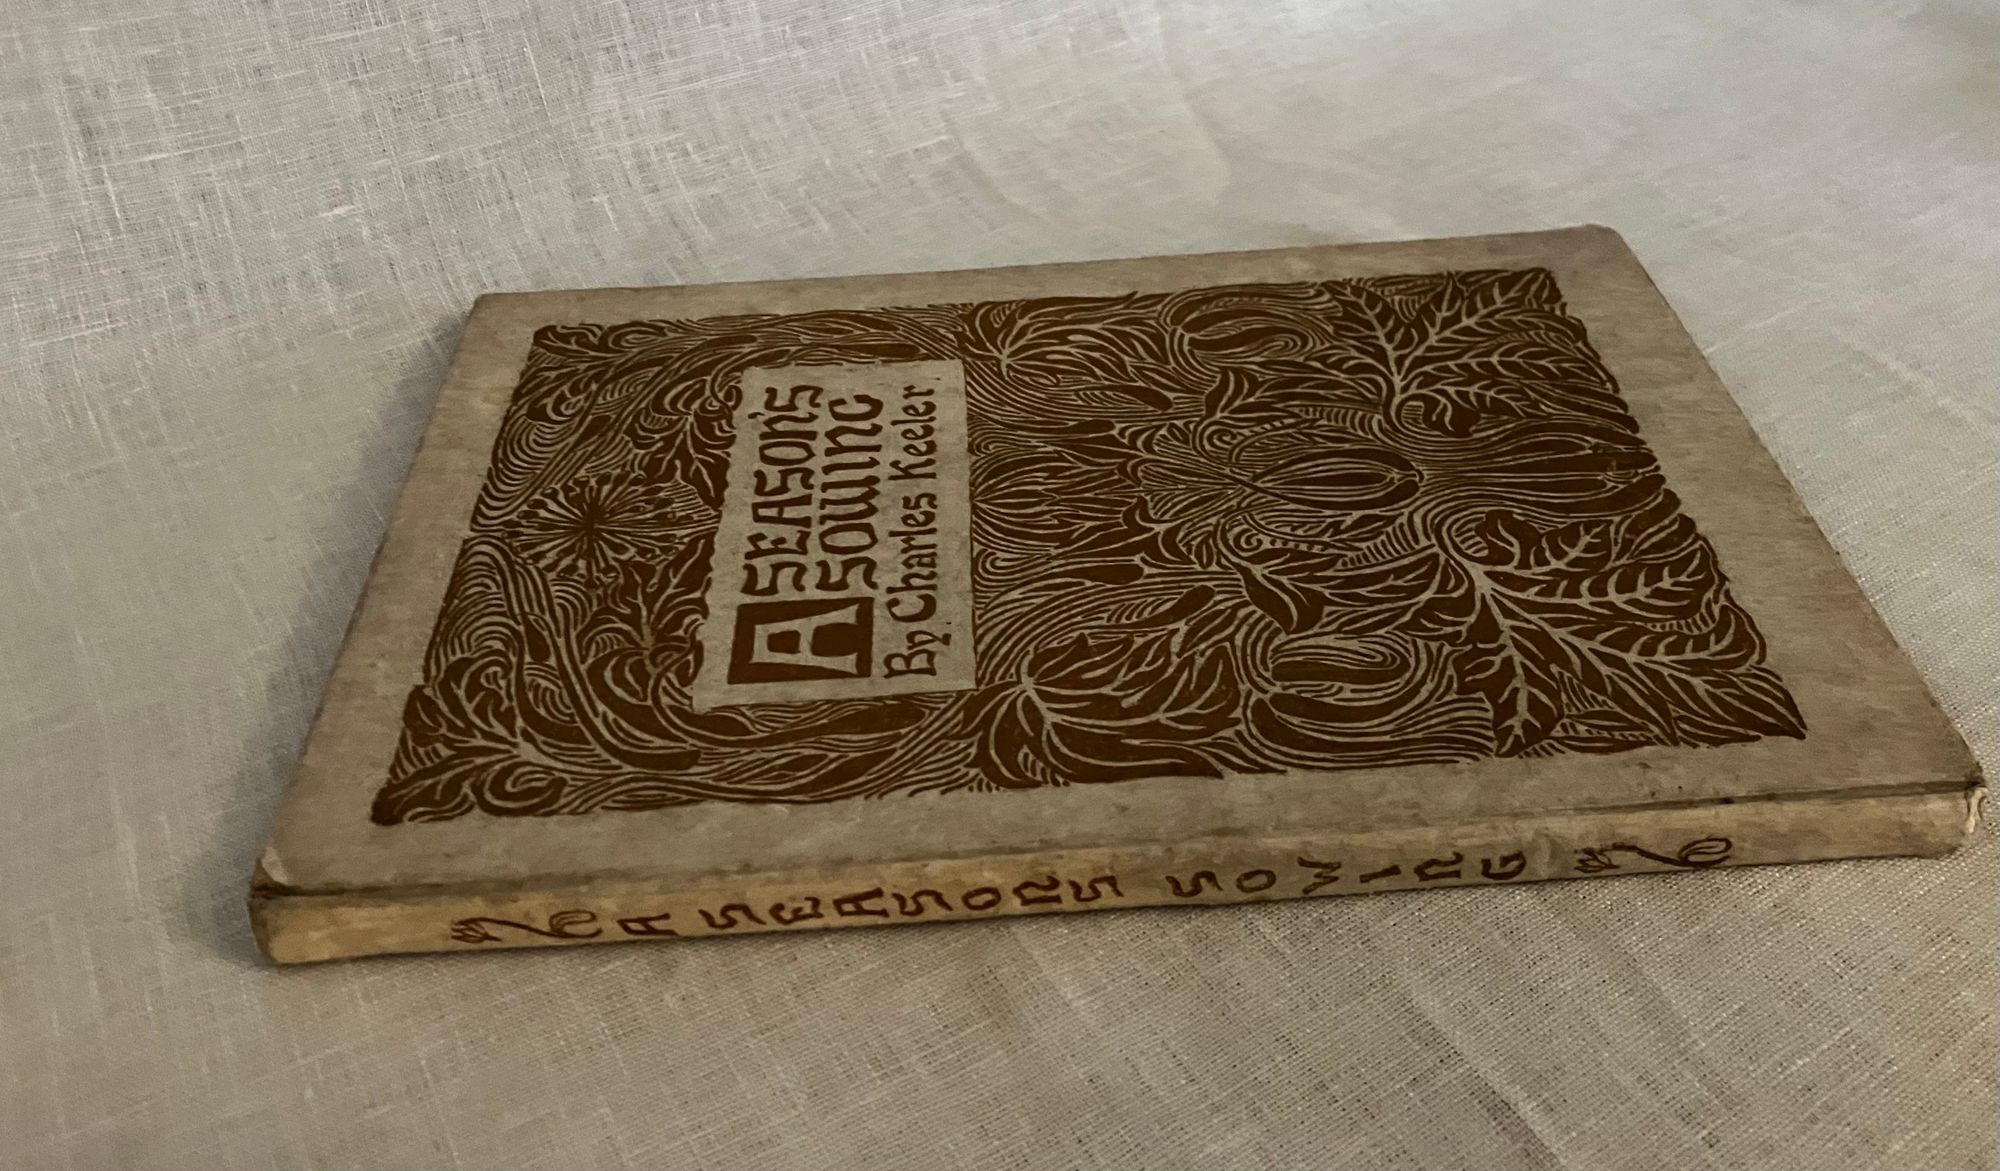 A SEASON'S
SOWING
By Charles Keeler
A SEASONS SOWING